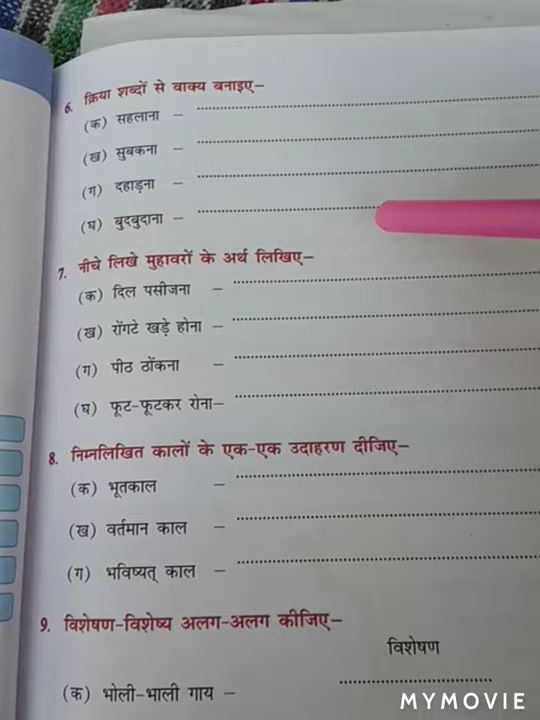 6. क्रिया शब्दों से वाक्य बनाइए–
(क) सहलाना –
(ख) सुबकना –
(ग) दहाड़ना –
(घ) बुदबुदाना –
7. नीचे लिखे मुहावरों के अर्थ लिखिए–
(क) दिल पसीजना –
(ख) रोंगटे खड़े होना –
(ग) पीठ ठोंकना –
(घ) फूट-फूटकर रोना–
8. निम्नलिखित कालों के एक-एक उदाहरण दीजिए–
(क) भूतकाल –
(ख) वर्तमान काल –
(ग) भविष्यत् काल –
9. विशेषण-विशेष्य अलग-अलग कीजिए–
विशेषण
(क) भोली-भाली गाय –
MYMOVIE